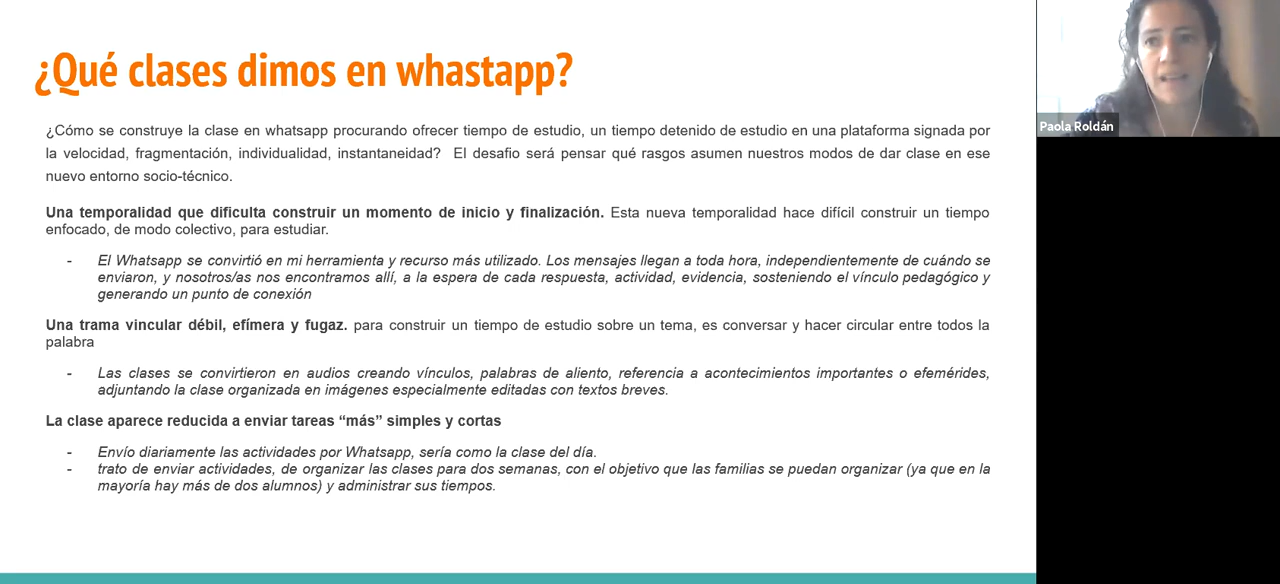 ¿Qué clases dimos en whastapp?
¿Cómo se construye la clase en whatsapp procurando ofrecer tiempo de estudio, un tiempo detenido de estudio en una plataforma signada por
la velocidad, fragmentación, individualidad, instantaneidad? El desafio será pensar qué rasgos asumen nuestros modos de dar clase en ese
nuevo entorno socio-técnico.
Una temporalidad que dificulta construir un momento de inicio y finalización. Esta nueva temporalidad hace difícil construir un tiempo
enfocado, de modo colectivo, para estudiar.
- El Whatsapp se convirtió en mi herramienta y recurso más utilizado. Los mensajes llegan a toda hora, independientemente de cuándo se
enviaron, y nosotros/as nos encontramos allí, a la espera de cada respuesta, actividad, evidencia, sosteniendo el vínculo pedagógico y
generando un punto de conexión
Una trama vincular débil, efímera y fugaz. para construir un tiempo de estudio sobre un tema, es conversar y hacer circular entre todos la
palabra
- Las clases se convirtieron en audios creando vínculos, palabras de aliento, referencia a acontecimientos importantes o efemérides,
adjuntando la clase organizada en imágenes especialmente editadas con textos breves.
La clase aparece reducida a enviar tareas “más” simples y cortas
- Envío diariamente las actividades por Whatsapp, sería como la clase del día.
- trato de enviar actividades, de organizar las clases para dos semanas, con el objetivo que las familias se puedan organizar (ya que en la
mayoría hay más de dos alumnos) y administrar sus tiempos.
Paola Roldán